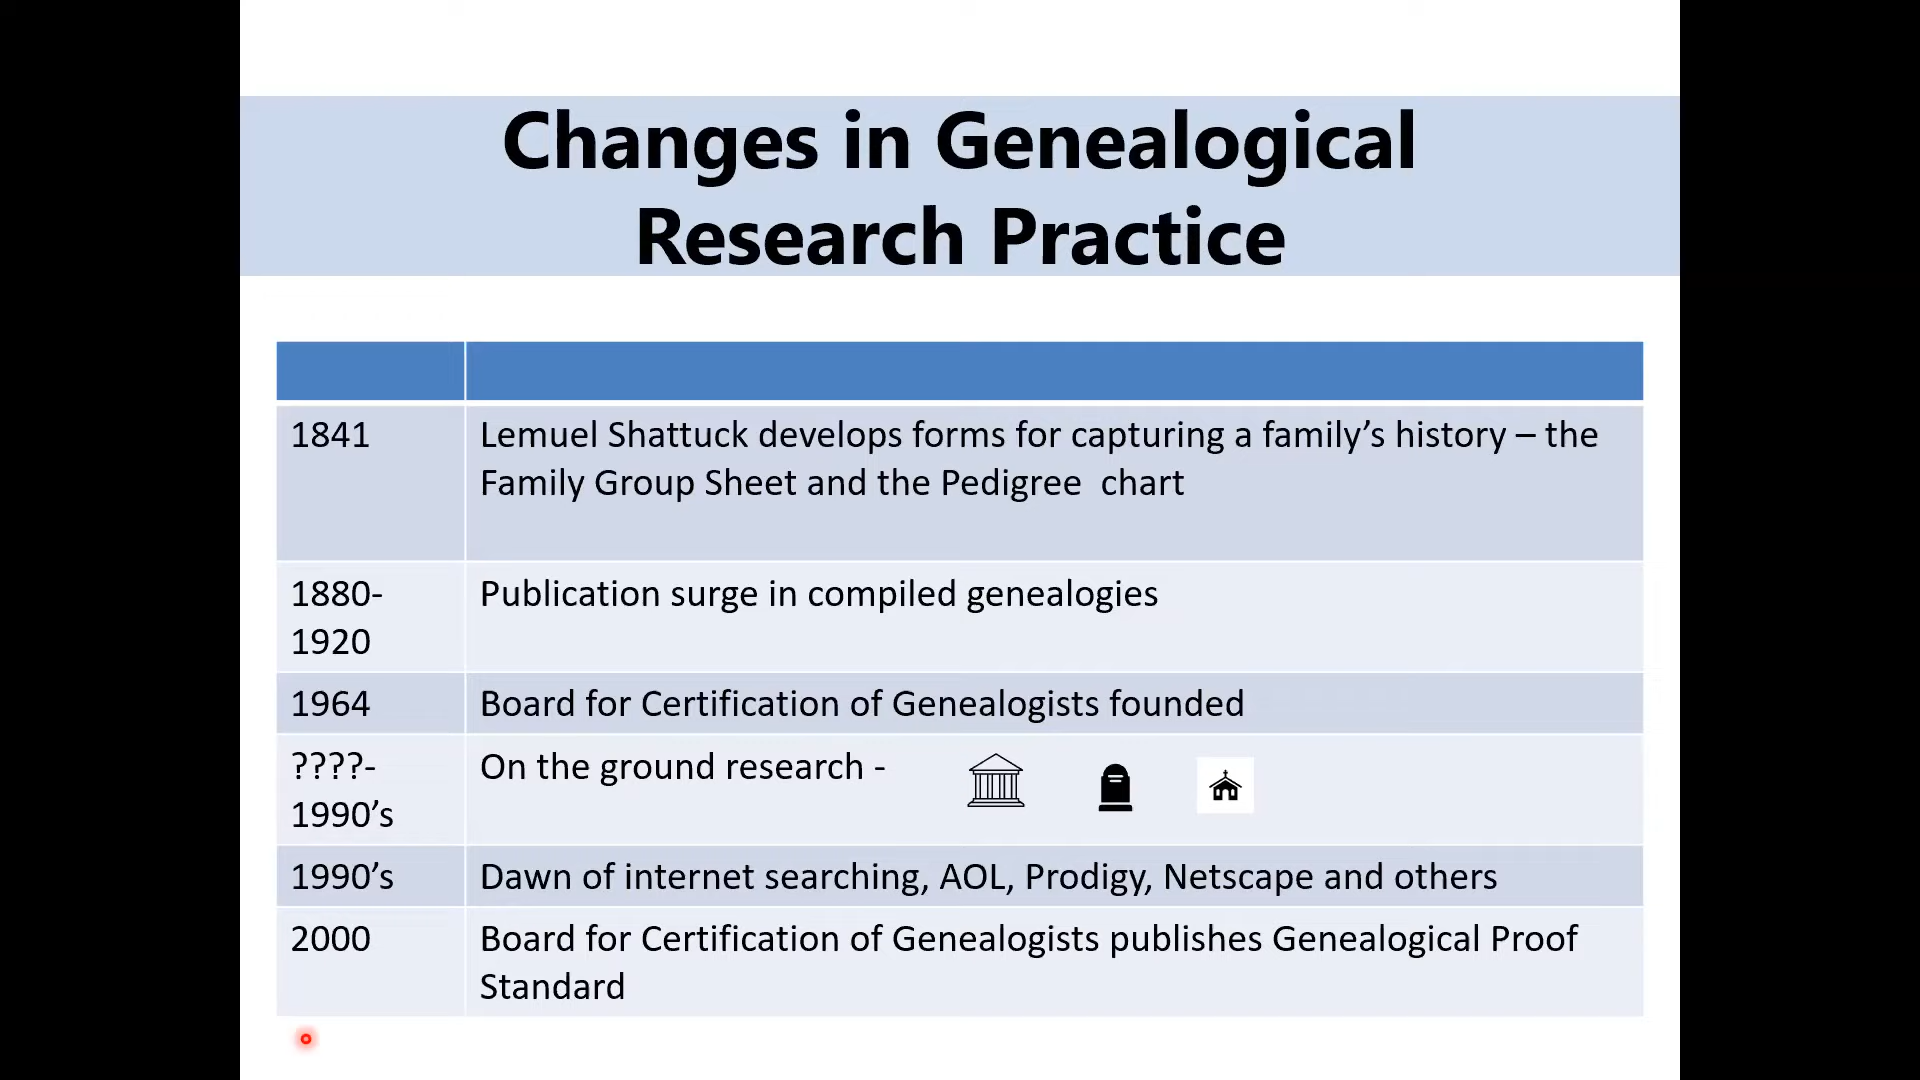 Changes in Genealogical
Research Practice
1841
Lemuel Shattuck develops forms for capturing a family’s history – the
Family Group Sheet and the Pedigree  chart
1880-
1920
Publication surge in compiled genealogies
1964
Board for Certification of Genealogists founded
????-
1990’s
On the ground research -
1990’s
Dawn of internet searching, AOL, Prodigy, Netscape and others
2000
Board for Certification of Genealogists publishes Genealogical Proof
Standard